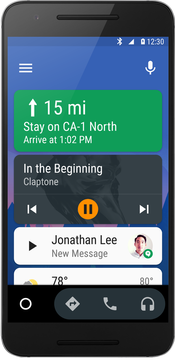 12:30
15 mi
Stay on CA-1 North
Arrive at 1:02 PM
In the Beginning
Claptone
Jonathan Lee
New Message
78° 80°